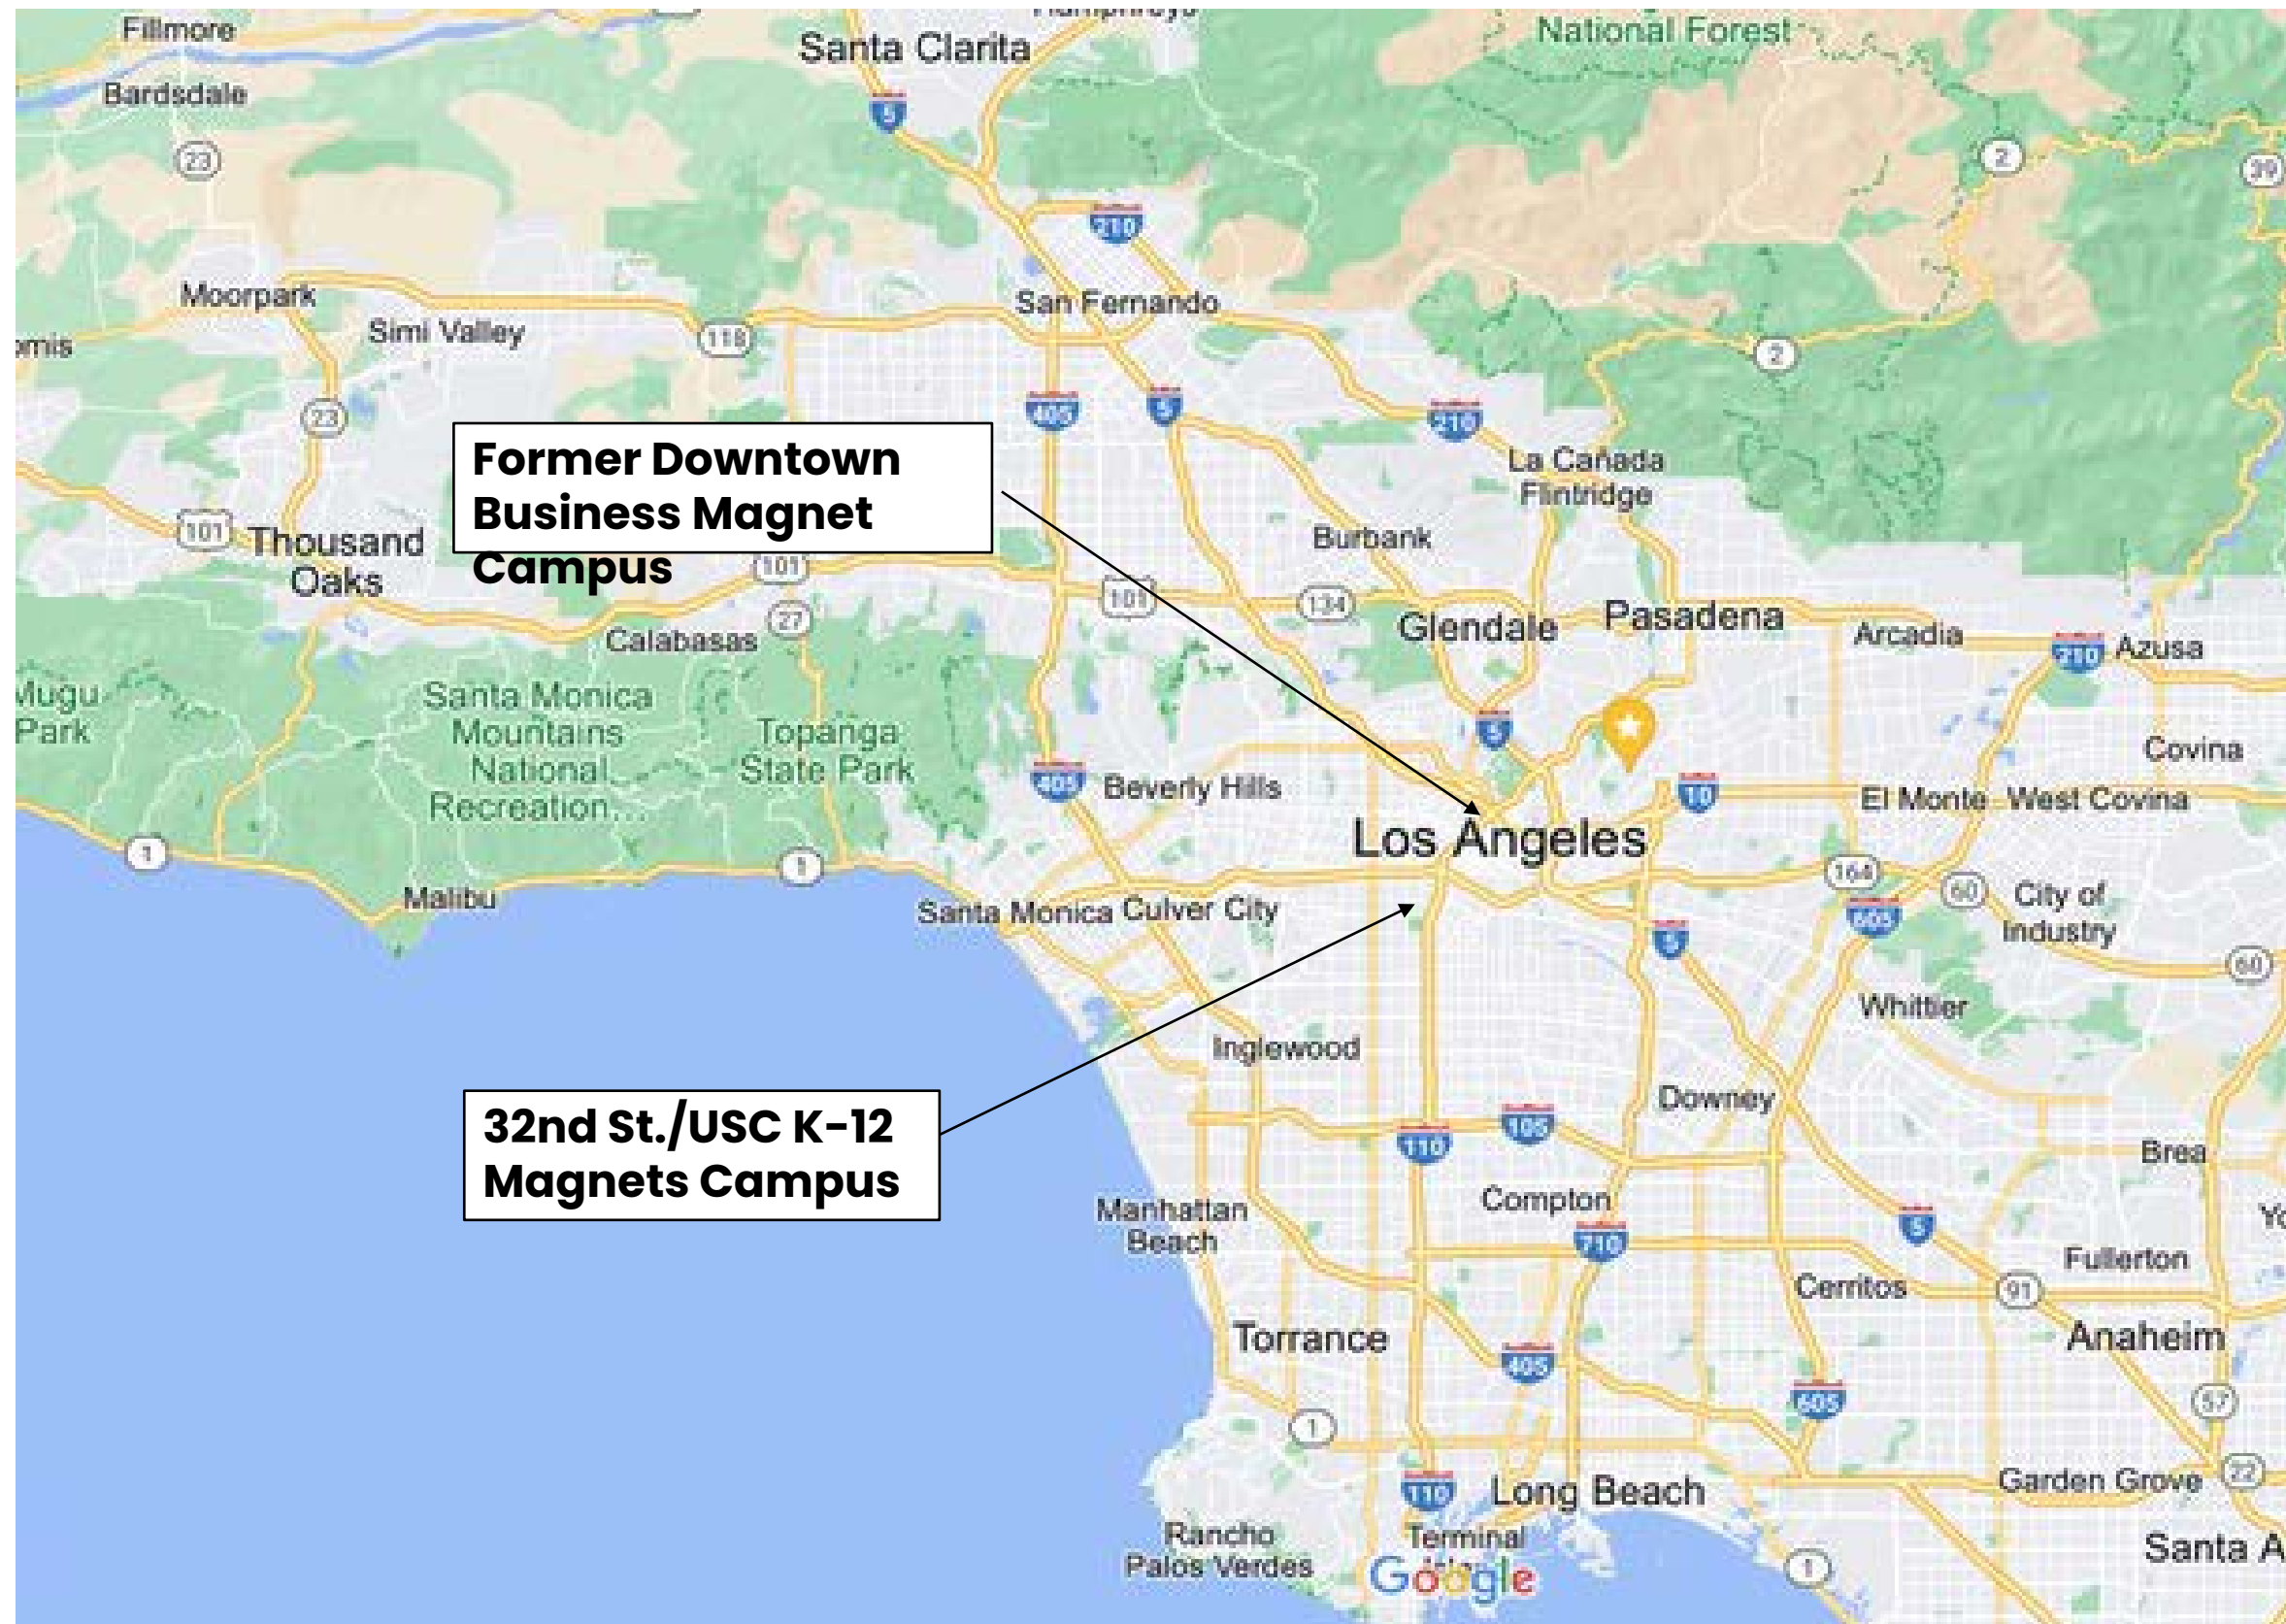 Humphreys
Fillmore
Santa Clarita
National Forest
5
Bardsdale
23
2
39
210
Moorpark
San Fernando
Simi Valley
118
2
23
405
5
210
Former Downtown
Business Magnet
Campus
La Cañada
Flintridge
101
Thousand
Oaks
101
Burbank
101
134
27
Glendale
Pasadena
Arcadia
210
Azusa
Calabasas
Mugu
Park
Santa Monica
Mountains
National
Recreation...
Topanga
State Park
5
Covina
405
Beverly Hills
10
El Monte
West Covina
Los Angeles
1
1
164
60
City of
Industry
Malibu
Santa Monica
Culver City
605
5
60
Whittier
Inglewood
32nd St./USC K-12
Magnets Campus
Downey
110
105
Brea
Manhattan
Beach
Compton
710
5
Fullerton
Cerritos
91
Torrance
Anaheim
405
605
57
1
110
Long Beach
Garden Grove
22
Rancho
Palos Verdes
Terminal
Google
1
Santa A